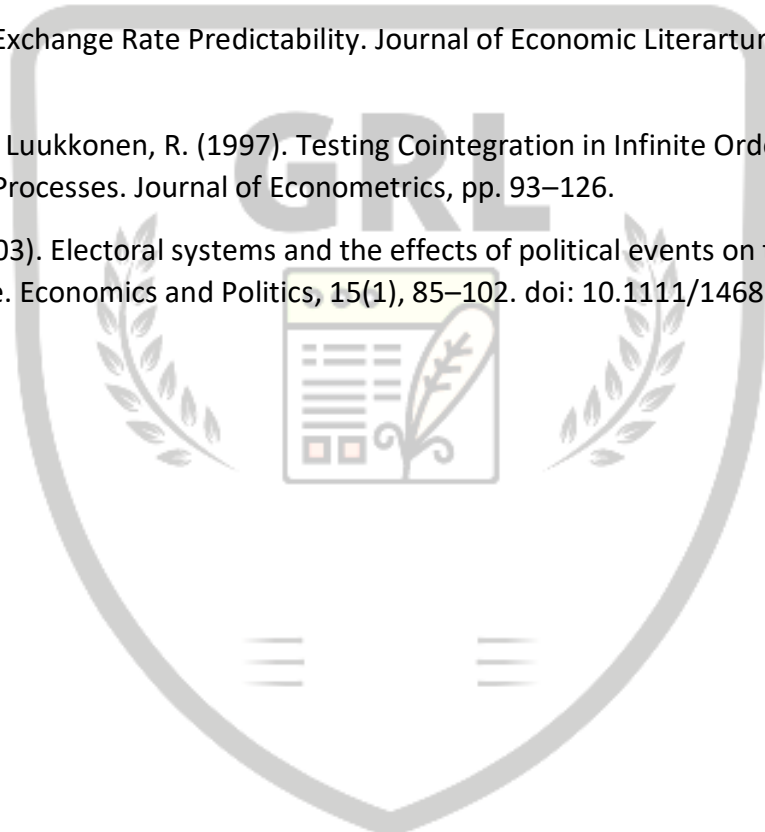 Exchange Rate Predictability. Journal of Economic Literartur
Luukkonen, R. (1997). Testing Cointegration in Infinite Ord
Processes. Journal of Econometrics, pp. 93–126.
GRL
03). Electoral systems and the effects of political events on
e. Economics and Politics, 15(1), 85–102. doi: 10.1111/1468